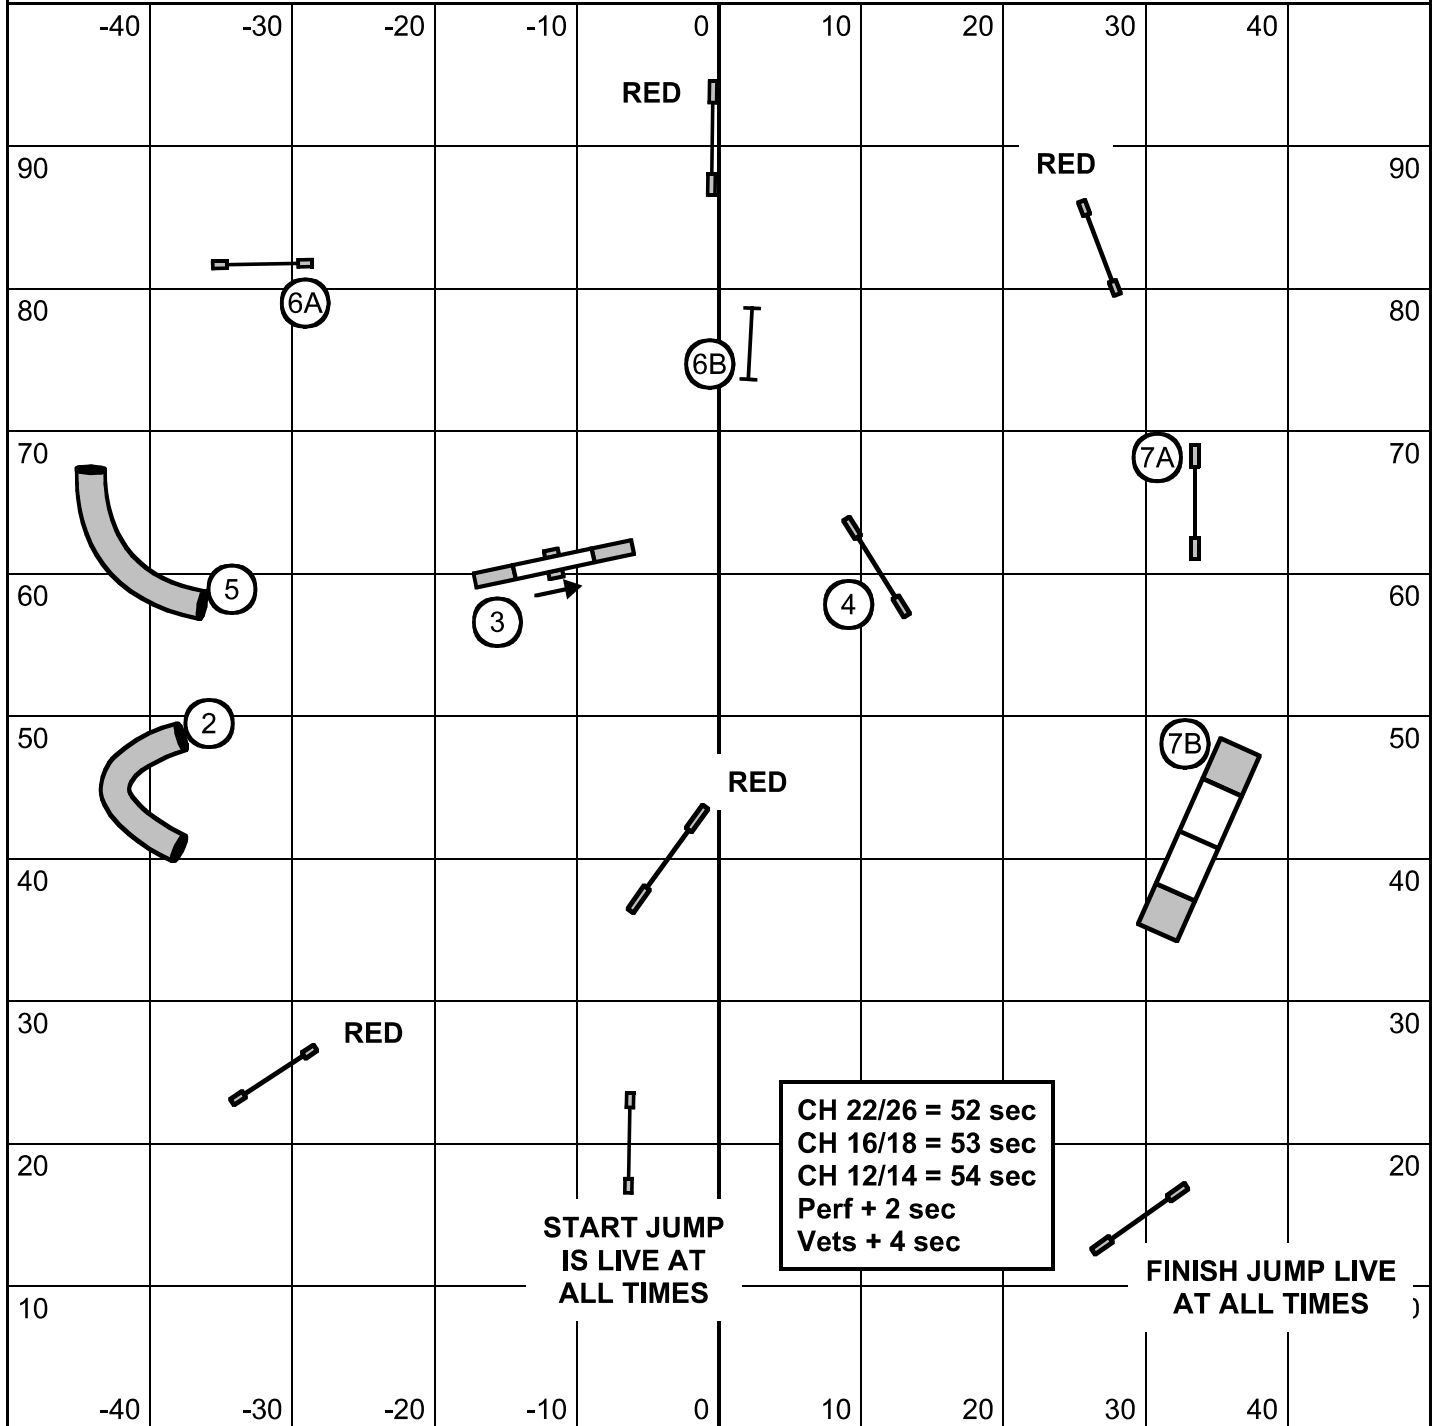 -40 -30 -20 -10 0 10 20 30 40
RED
90 RED 90
6A
80 80
6B
70 7A 70
5
60 3 4 60
2
50 7B 50
RED
40 40
30 RED 30
CH 22/26 = 52 sec
CH 16/18 = 53 sec
20 CH 12/14 = 54 sec 20
Perf + 2 sec
Vets + 4 sec
START JUMP
IS LIVE AT
ALL TIMES
FINISH JUMP LIVE
AT ALL TIMES
10
-40 -30 -20 -10 0 10 20 30 40